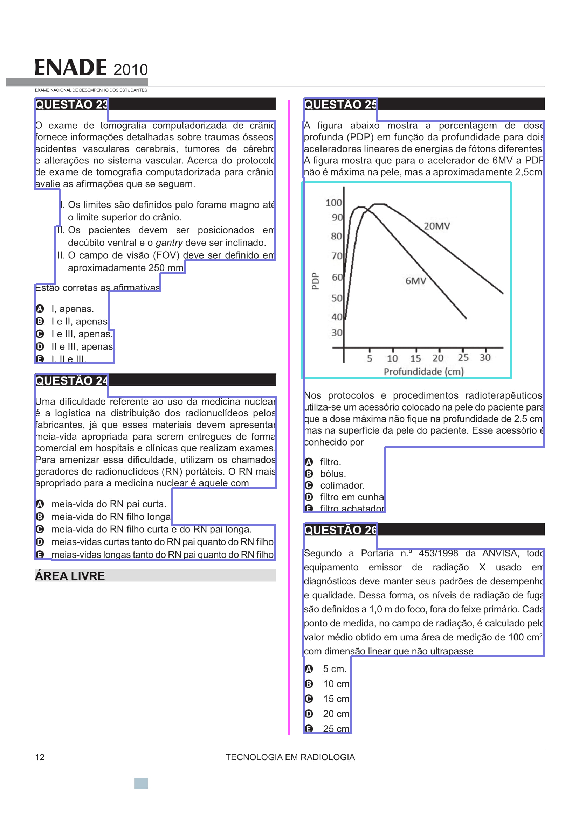 ENADE 2010
EXAME NACIONAL DE DESEMPENHO DOS ESTUDANTES
QUESTÃO 23
O exame de tomografia computadorizada de crânio
fornece informações detalhadas sobre traumas ósseos,
acidentes vasculares cerebrais, tumores de cérebro
e alterações no sistema vascular. Acerca do protocolo
de exame de tomografia computadorizada para crânio,
avalie as afirmações que se seguem.
I. Os limites são definidos pelo forame magno até
o limite superior do crânio.
II. Os pacientes devem ser posicionados em
decúbito ventral e o gantry deve ser inclinado.
III. O campo de visão (FOV) deve ser definido em
aproximadamente 250 mm.
Estão corretas as afirmativas
A I, apenas.
B I e II, apenas.
C I e III, apenas.
D II e III, apenas.
E I, II e III.
QUESTÃO 24
Uma dificuldade referente ao uso da medicina nuclear
é a logística na distribuição dos radionuclídeos pelos
fabricantes, já que esses materiais devem apresentar
meia-vida apropriada para serem entregues de forma
comercial em hospitais e clínicas que realizam exames.
Para amenizar essa dificuldade, utilizam os chamados
geradores de radionuclídeos (RN) portáteis. O RN mais
apropriado para a medicina nuclear é aquele com
A meia-vida do RN pai curta.
B meia-vida do RN filho longa.
C meia-vida do RN filho curta e do RN pai longa.
D meias-vidas curtas tanto do RN pai quanto do RN filho.
E meias-vidas longas tanto do RN pai quanto do RN filho.
ÁREA LIVRE
QUESTÃO 25
A figura abaixo mostra a porcentagem de dose
profunda (PDP) em função da profundidade para dois
aceleradores lineares de energias de fótons diferentes.
A figura mostra que para o acelerador de 6MV a PDP
não é máxima na pele, mas a aproximadamente 2,5cm.
100
90
80
70
60
50
40
30
PDP
20MV
6MV
5 10 15 20 25 30
Profundidade (cm)
Nos protocolos e procedimentos radioterapêuticos,
utiliza-se um acessório colocado na pele do paciente para
que a dose máxima não fique na profundidade de 2,5 cm,
mas na superfície da pele do paciente. Esse acessório é
conhecido por
A filtro.
B bólus.
C colimador.
D filtro em cunha.
E filtro achatador.
QUESTÃO 26
Segundo a Portaria n.º 453/1998 da ANVISA, todo
equipamento emissor de radiação X usado em
diagnósticos deve manter seus padrões de desempenho
e qualidade. Dessa forma, os níveis de radiação de fuga
são definidos a 1,0 m do foco, fora do feixe primário. Cada
ponto de medida, no campo de radiação, é calculado pelo
valor médio obtido em uma área de medição de 100 cm²,
com dimensão linear que não ultrapasse
A 5 cm.
B 10 cm.
C 15 cm.
D 20 cm.
E 25 cm.
12
TECNOLOGIA EM RADIOLOGIA